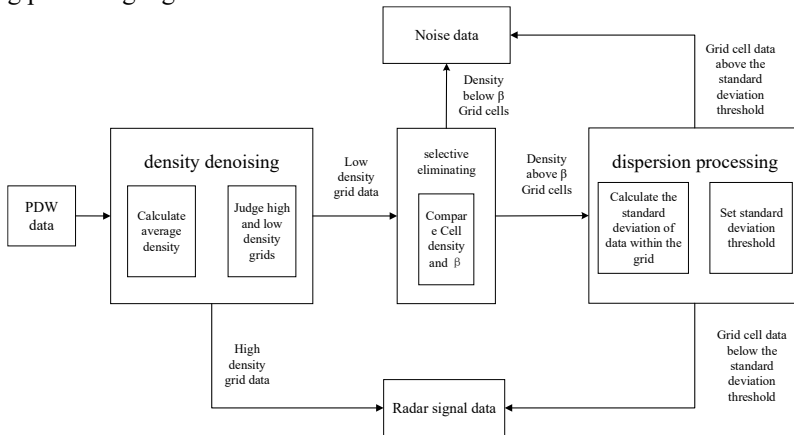 Noise data
Grid cell data
above the
standard
deviation
threshold
Density
below β
Grid cells
density denoising
Low
density
grid data
selective
eliminating
Density
above β
Grid cells
dispersion processing
PDW
data
Calculate
average
density
Judge high
and low
density
grids
Compar
e Cell
density
and β
Calculate the
standard
deviation of
data within the
grid
Set standard
deviation
threshold
High
density
grid data
Grid cell data
below the
standard
deviation
threshold
Radar signal data